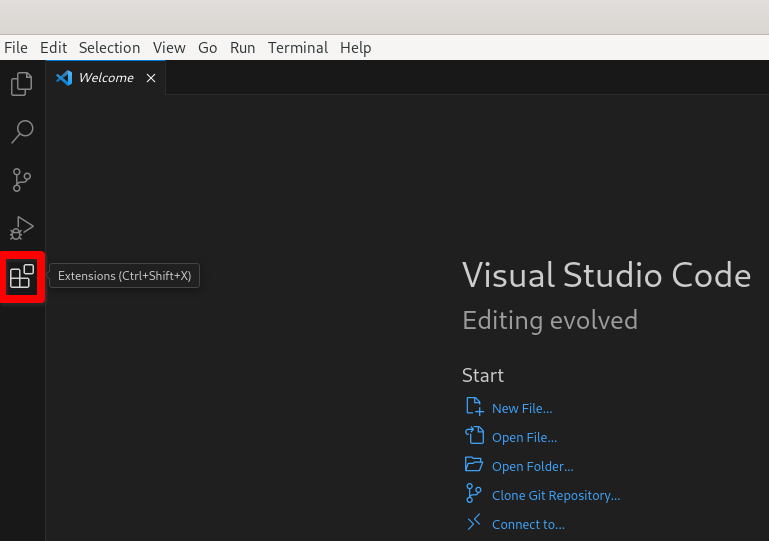 File Edit Selection View Go Run Terminal Help
Welcome
Extensions (Ctrl+Shift+X)
Visual Studio Code
Editing evolved
Start
New File...
Open File...
Open Folder...
Clone Git Repository...
Connect to...